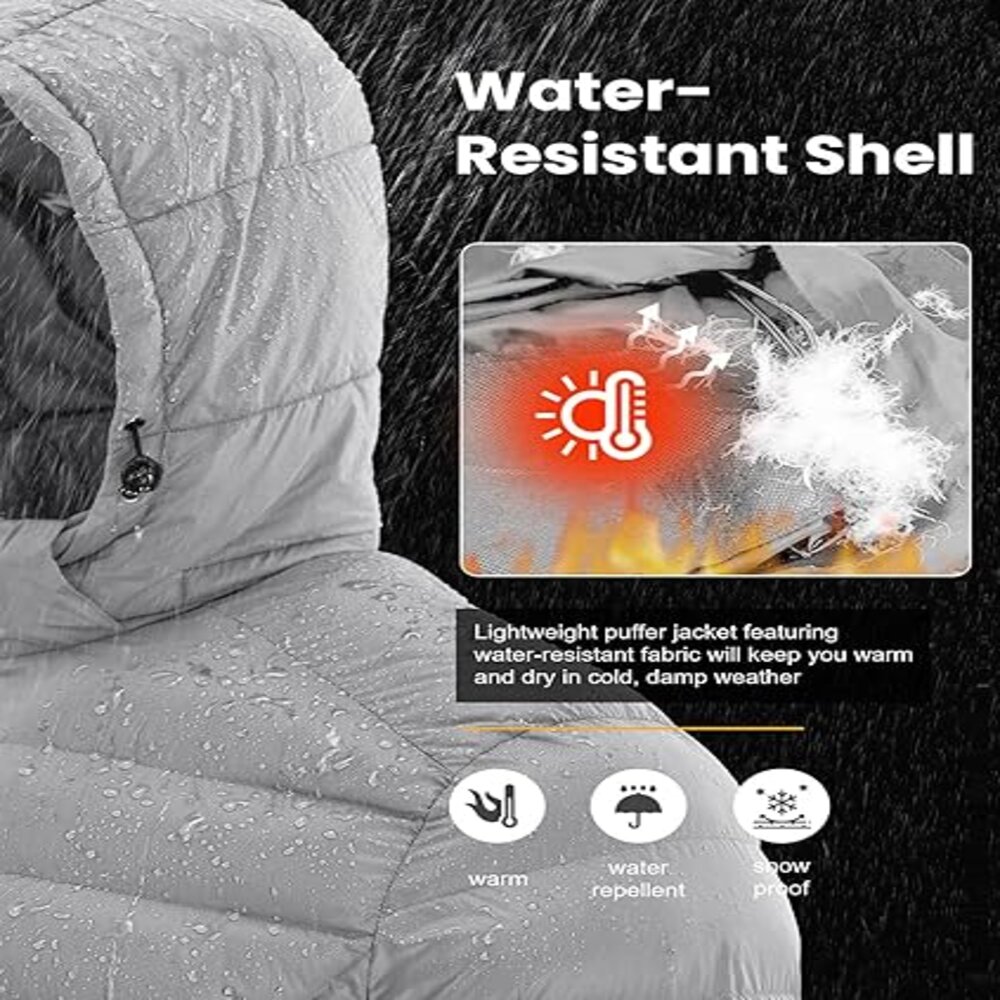 Water-
Resistant Shell
Lightweight puffer jacket featuring
water-resistant fabric will keep you warm
and dry in cold, damp weather
warm
water
repellent
snow
proof